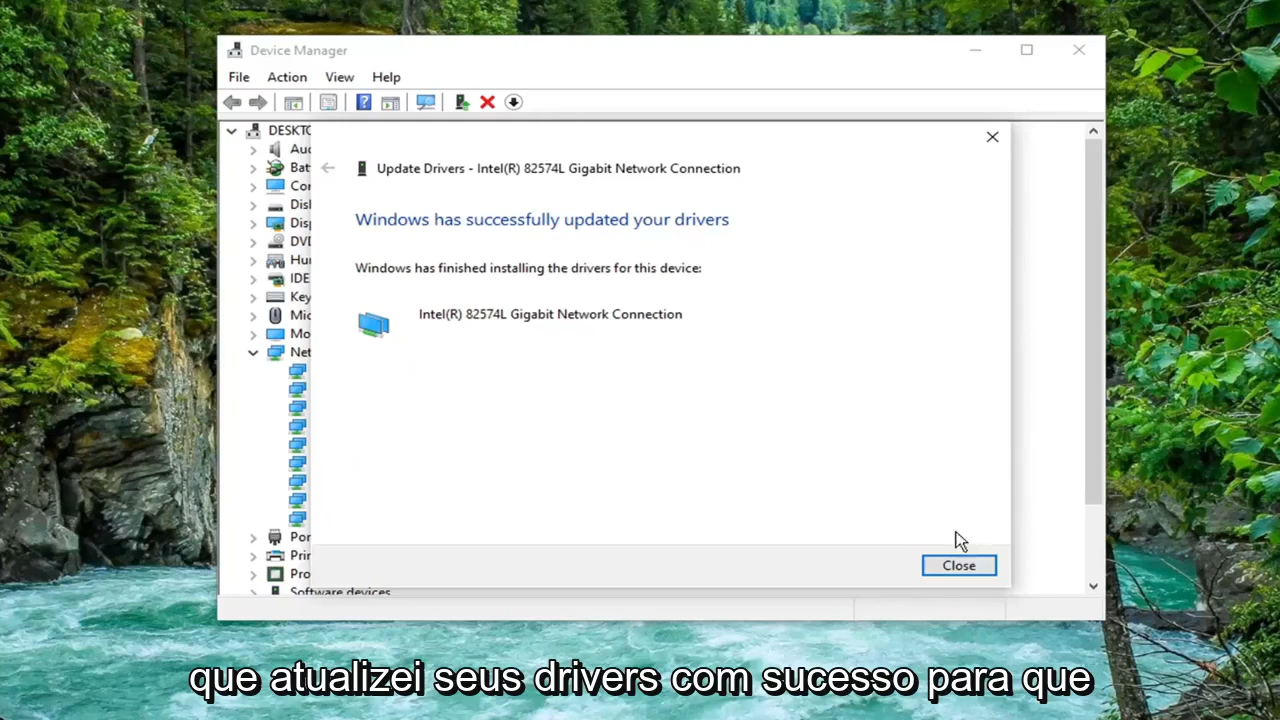 Device Manager
File Action View Help
DESKTO
Aud
Bat
Con
Disl
Disp
DVD
Hur
IDE
Key
Mic
Mo
Net
Update Drivers - Intel(R) 82574L Gigabit Network Connection
Windows has successfully updated your drivers
Windows has finished installing the drivers for this device:
Intel(R) 82574L Gigabit Network Connection
Por
Prin
Pro
Software devices
Close
que atualizei seus drivers com sucesso para que